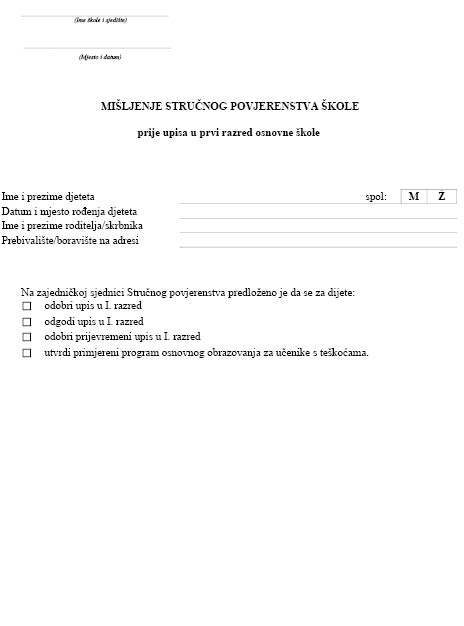 (Ime škole i sjedište)
(Mjesto i datum)
MIŠLJENJE STRUČNOG POVJERENSTVA ŠKOLE
prije upisa u prvi razred osnovne škole
Ime i prezime djeteta spol: M Ž
Datum i mjesto rođenja djeteta
Ime i prezime roditelja/skrbnika
Prebivalište/boravište na adresi
Na zajedničkoj sjednici Stručnog povjerenstva predloženo je da se za dijete:
odobri upis u I. razred
odgodi upis u I. razred
odobri prijevremeni upis u I. razred
utvrdi primjereni program osnovnog obrazovanja za učenike s teškoćama.